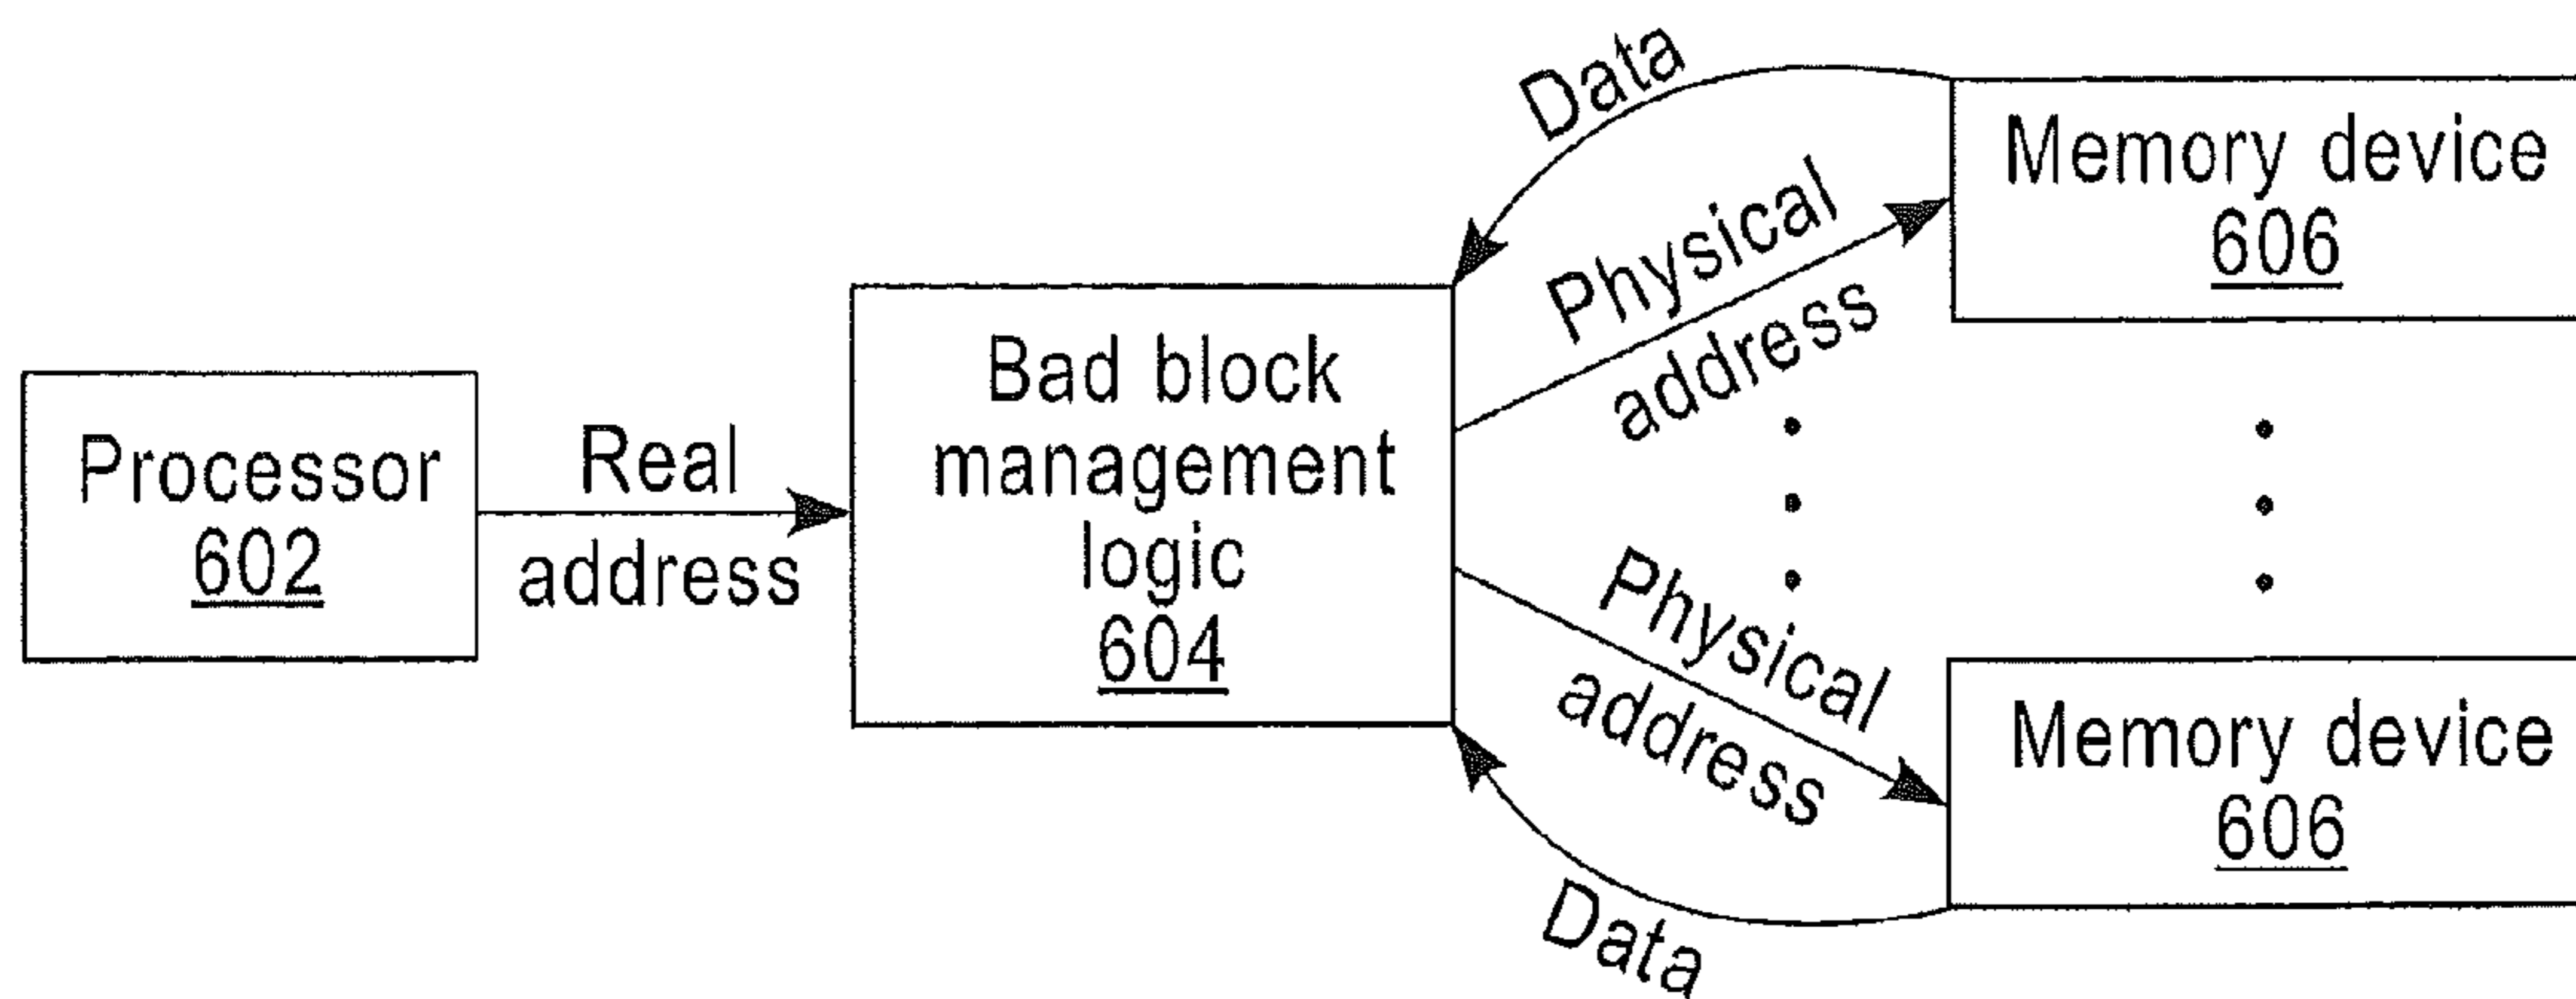 Processor
602
Real
address
Bad block
management
logic
604
Data
Physical
address
Memory device
606
Physical
address
Data
Memory device
606